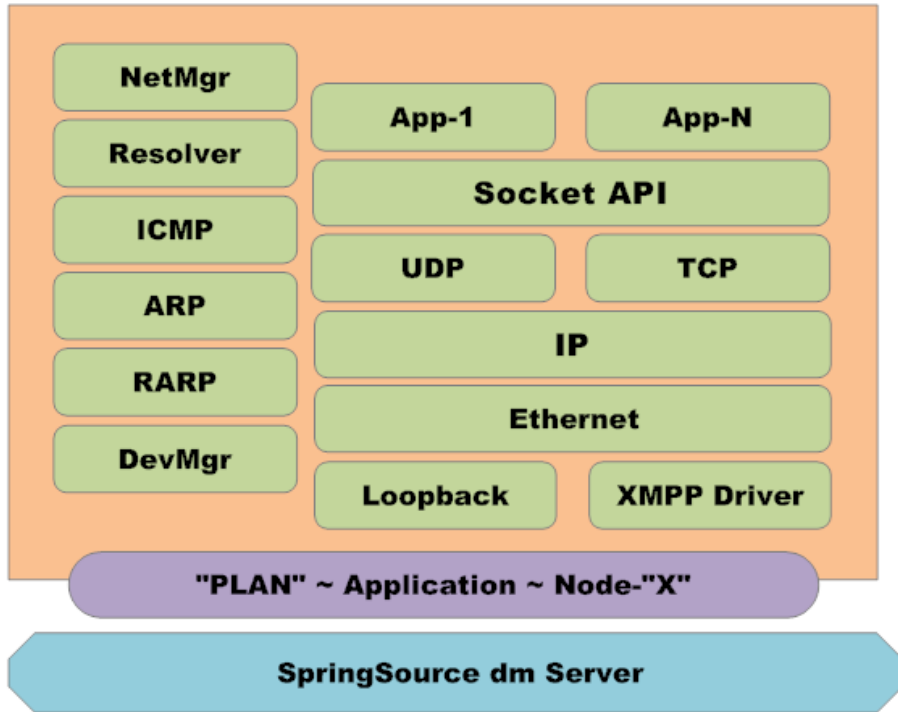 NetMgr
Resolver
ICMP
ARP
RARP
DevMgr
App-1
App-N
Socket API
UDP
TCP
IP
Ethernet
Loopback
XMPP Driver
"PLAN" ~ Application ~ Node-"X"
SpringSource dm Server